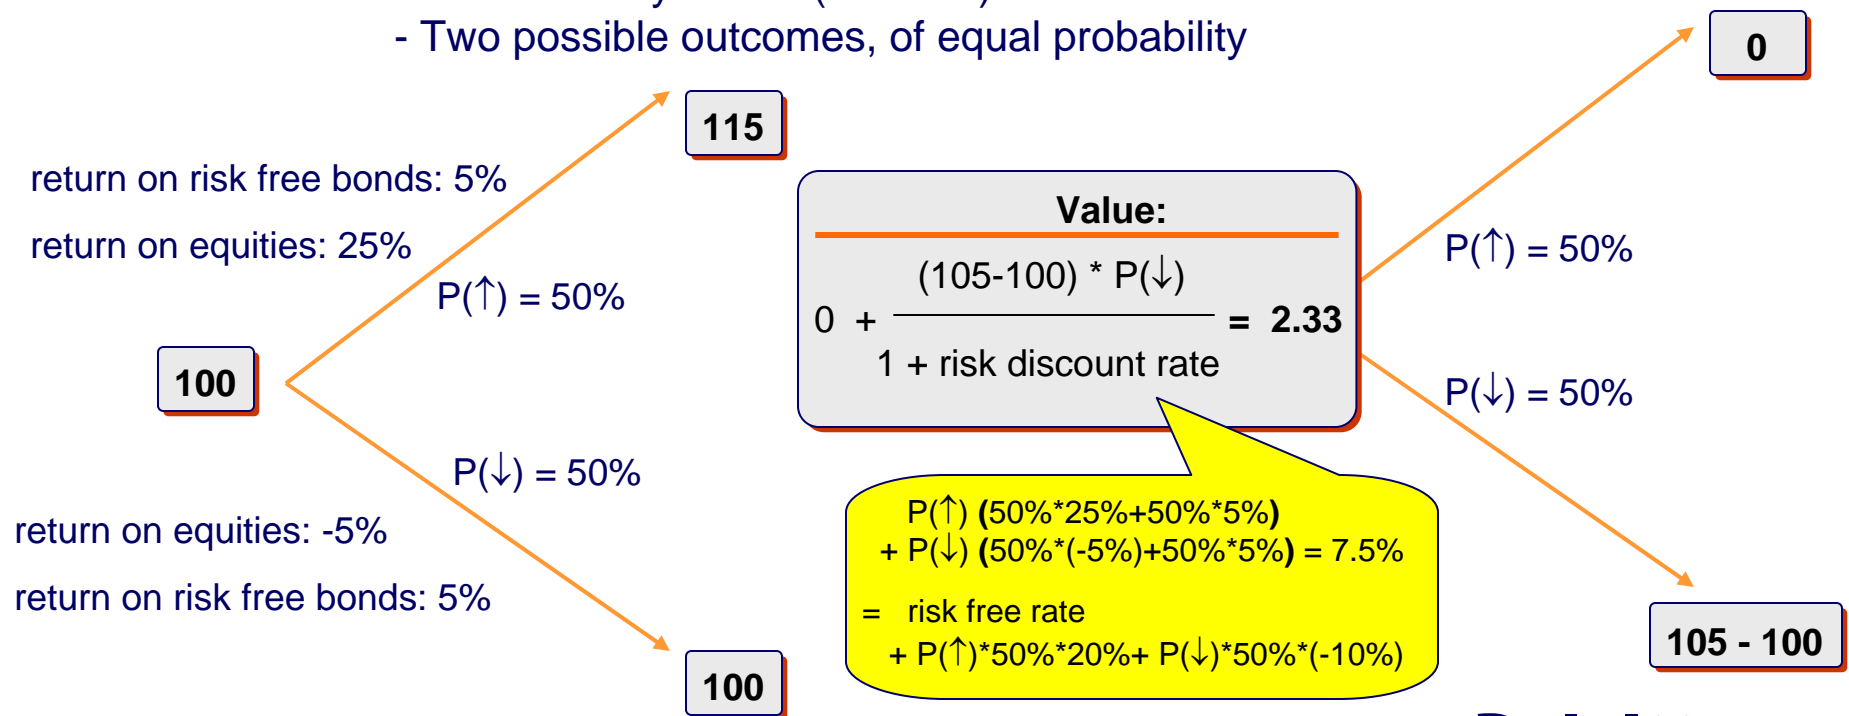 - Two possible outcomes, of equal probability
0
115
return on risk free bonds: 5%
return on equities: 25%
P(↑) = 50%
100
P(↓) = 50%
return on equities: -5%
return on risk free bonds: 5%
100
Value:
(105-100) * P(↓)
0 + = 2.33
1 + risk discount rate
P(↑) = 50%
P(↓) = 50%
P(↑) (50%*25%+50%*5%)
+ P(↓) (50%*(-5%)+50%*5%) = 7.5%
= risk free rate
+ P(↑)*50%*20%+ P(↓)*50%*(-10%)
105 - 100